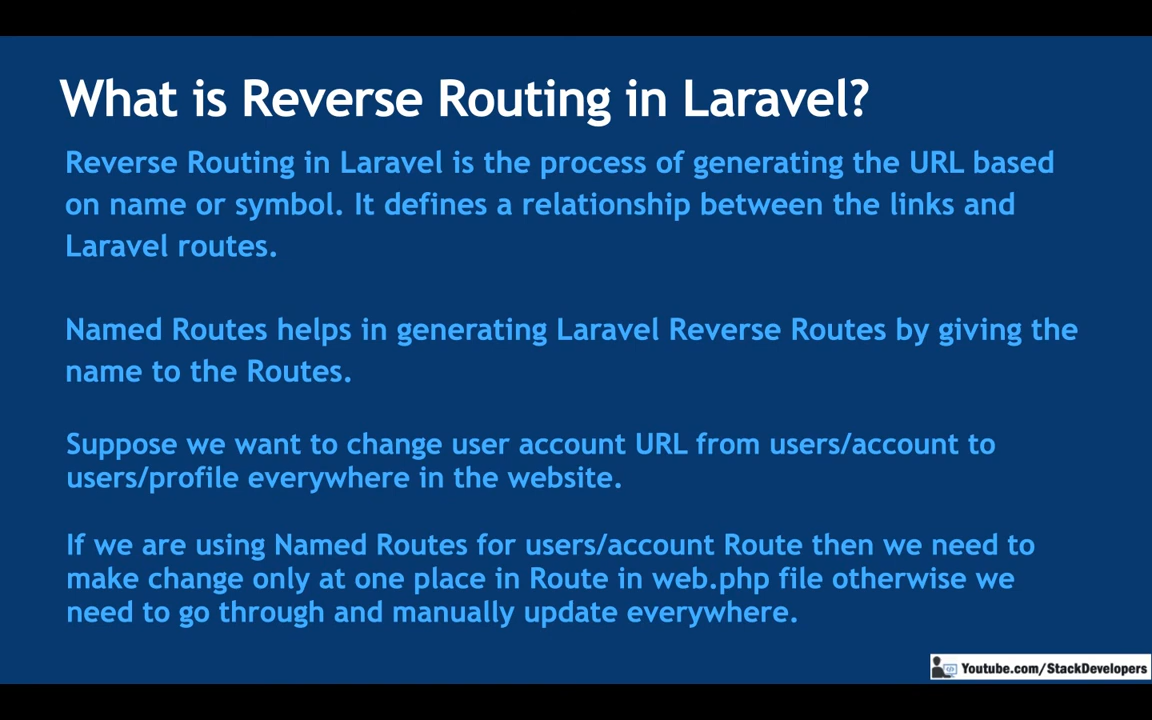 What is Reverse Routing in Laravel?
Reverse Routing in Laravel is the process of generating the URL based
on name or symbol. It defines a relationship between the links and
Laravel routes.
Named Routes helps in generating Laravel Reverse Routes by giving the
name to the Routes.
Suppose we want to change user account URL from users/account to
users/profile everywhere in the website.
If we are using Named Routes for users/account Route then we need to
make change only at one place in Route in web.php file otherwise we
need to go through and manually update everywhere.
Youtube.com/StackDevelopers